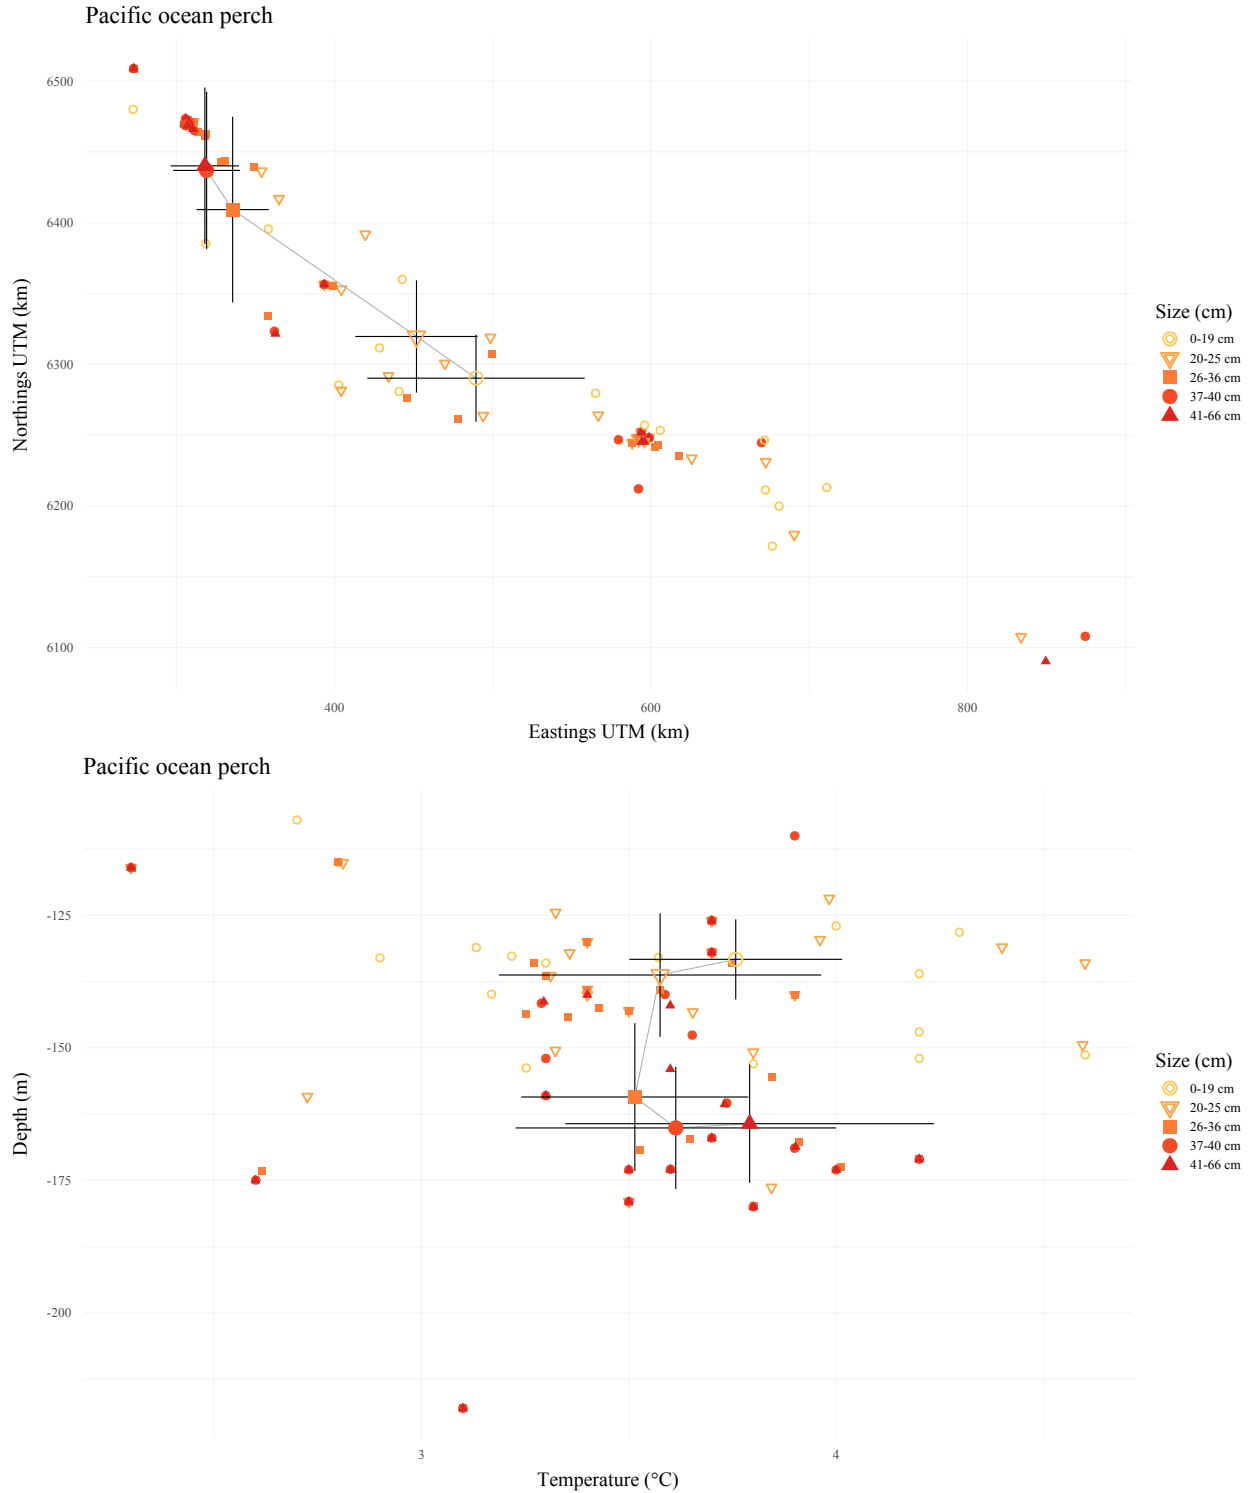 Pacific ocean perch
6500
6400
6300
6200
6100
Northings UTM (km)
400
600
800
Eastings UTM (km)
Size (cm)
0-19 cm
20-25 cm
26-36 cm
37-40 cm
41-66 cm
Pacific ocean perch
-125
-150
-175
-200
Depth (m)
3
4
Temperature (°C)
Size (cm)
0-19 cm
20-25 cm
26-36 cm
37-40 cm
41-66 cm